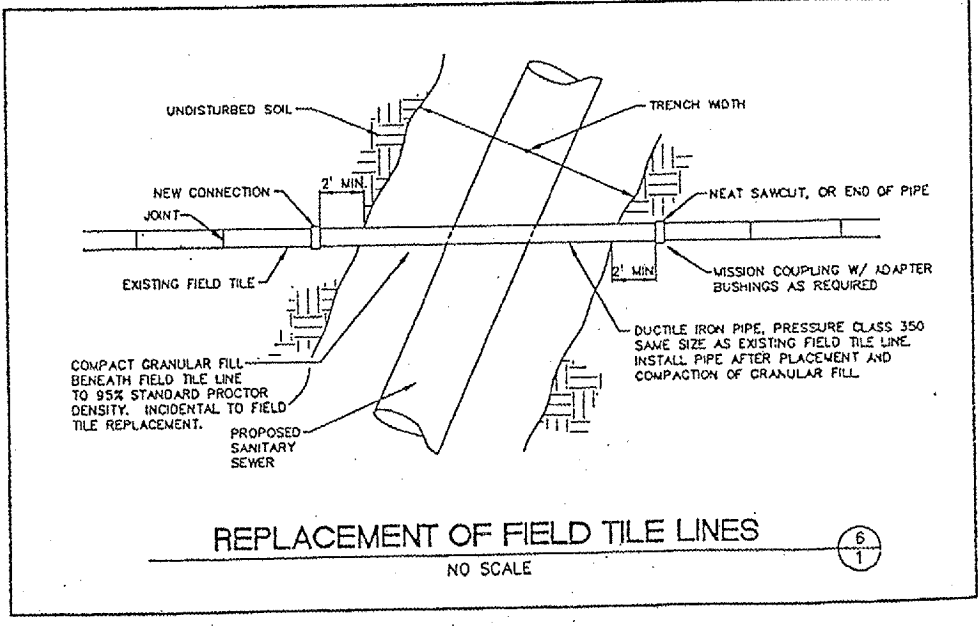 UNDISTURBED SOIL
TRENCH WIDTH
2' MIN
NEW CONNECTION
NEAT SAWCUT, OR END OF PIPE
JOINT
EXISTING FIELD TILE
2' MIN
MISSION COUPLING W/ ADAPTER
BUSHINGS AS REQUIRED
DUCTILE IRON PIPE, PRESSURE CLASS 350
SAME SIZE AS EXISTING FIELD TILE LINE.
INSTALL PIPE AFTER PLACEMENT AND
COMPACTION OF GRANULAR FILL
COMPACT GRANULAR FILL
BENEATH FIELD TILE LINE
TO 95% STANDARD PROCTOR
DENSITY. INCIDENTAL TO FIELD
TILE REPLACEMENT.
PROPOSED
SANITARY
SEWER
REPLACEMENT OF FIELD TILE LINES
NO SCALE
6
1